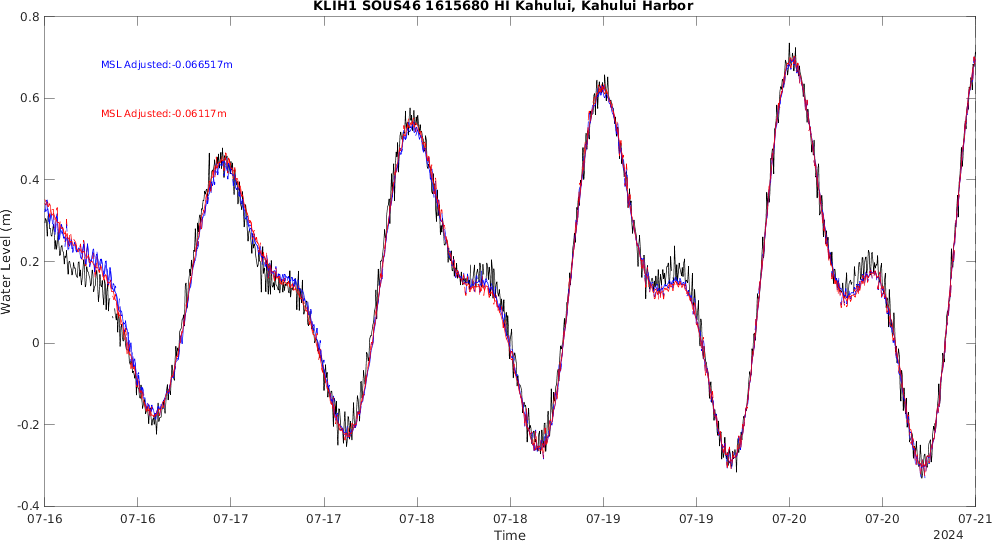 KLIH1 SOUS46 1615680 HI Kahului, Kahului Harbor
0.8
MSL Adjusted:-0.066517m
0.6
MSL Adjusted:-0.06117m
0.4
0.2
Water Level (m)
0
-0.2
-0.4
07-16 07-16 07-17 07-17 07-18 07-18 07-19 07-19 07-20 07-20 07-21
Time
2024